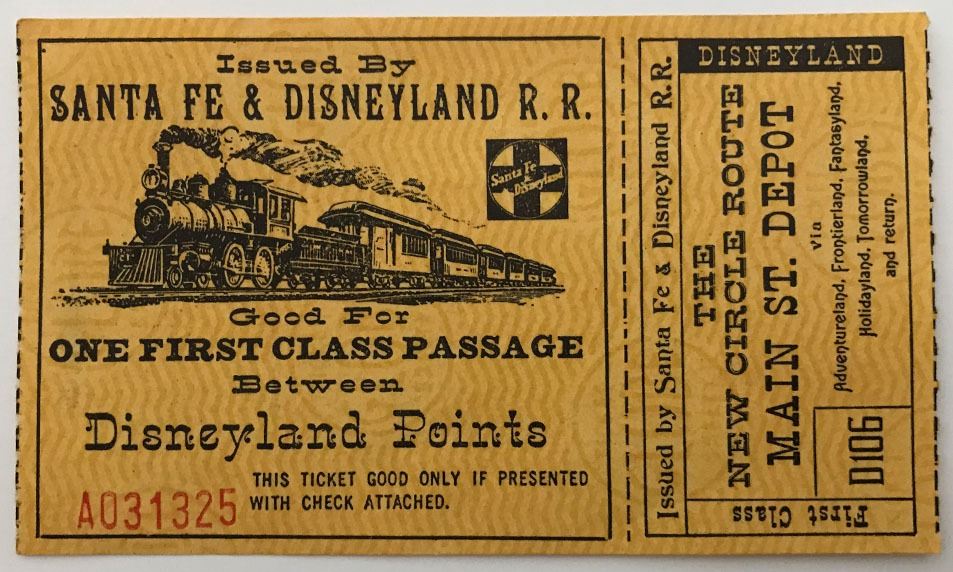 Issued By
SANTA FE & DISNEYLAND R. R.
Santa Fe
& Disneyland
Good For
ONE FIRST CLASS PASSAGE
Between
Disneyland Points
THIS TICKET GOOD ONLY IF PRESENTED
WITH CHECK ATTACHED.
A031325
Issued by Santa Fe & Disneyland R.R.
DISNEYLAND
THE
NEW CIRCLE ROUTE
MAIN ST. DEPOT
via
Adventureland, Frontierland, Fantasyland,
Holidayland, Tomorrowland,
and return.
D106
First Class